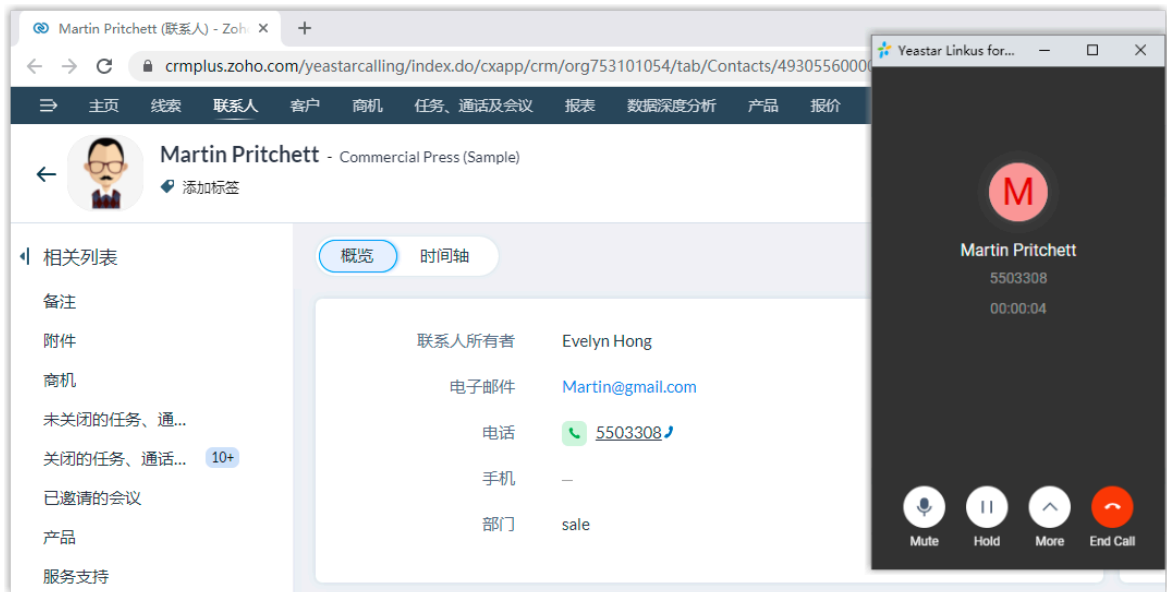 Martin Pritchett (联系人) - Zoh
crmplus.zoho.com/yeastarcalling/index.do/cxapp/crm/org753101054/tab/Contacts/49305560000
主页 线索 联系人 客户 商机 任务、通话及会议 报表 数据深度分析 产品 报价
Martin Pritchett - Commercial Press (Sample)
添加标签
相关列表
备注
附件
商机
未关闭的任务、通...
关闭的任务、通话... 10+
已邀请的会议
产品
服务支持
概览 时间轴
联系人所有者 Evelyn Hong
电子邮件 Martin@gmail.com
电话 5503308
手机 –
部门 sale
Yeastar Linkus for...
M
Martin Pritchett
5503308
00:00:04
Mute Hold More End Call